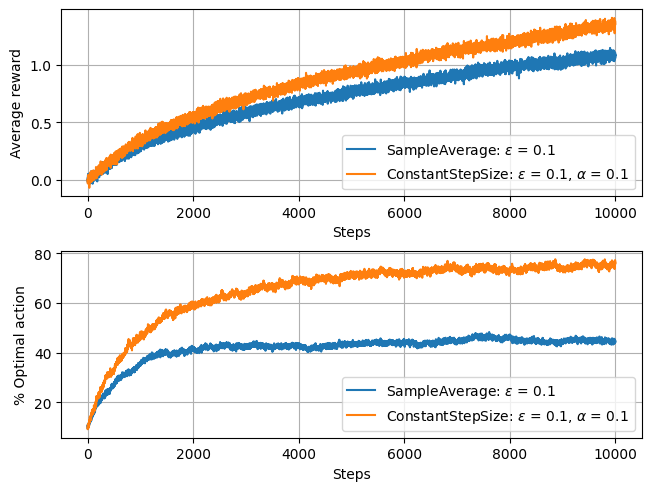 Average reward
1.0
0.5
0.0
SampleAverage: ε = 0.1
ConstantStepSize: ε = 0.1, α = 0.1
0 2000 4000 6000 8000 10000
Steps
% Optimal action
80
60
40
20
SampleAverage: ε = 0.1
ConstantStepSize: ε = 0.1, α = 0.1
0 2000 4000 6000 8000 10000
Steps